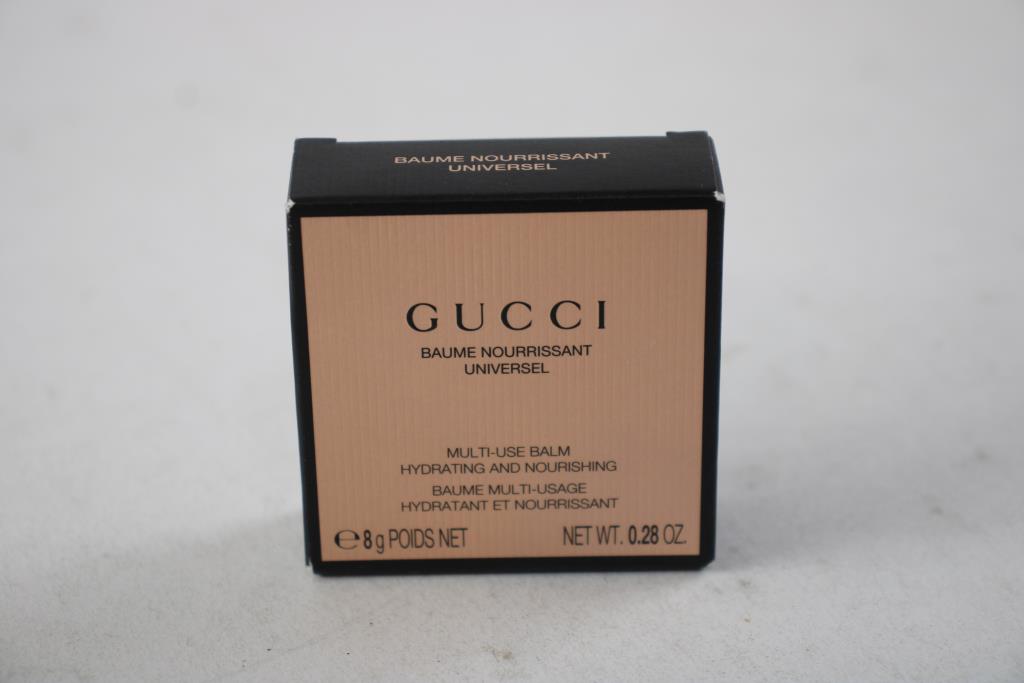 BAUME NOURRISSANT
UNIVERSEL
GUCCI
BAUME NOURRISSANT
UNIVERSEL
MULTI-USE BALM
HYDRATING AND NOURISHING
BAUME MULTI-USAGE
HYDRATANT ET NOURRISSANT
℮ 8 g POIDS NET NET WT. 0.28 OZ.